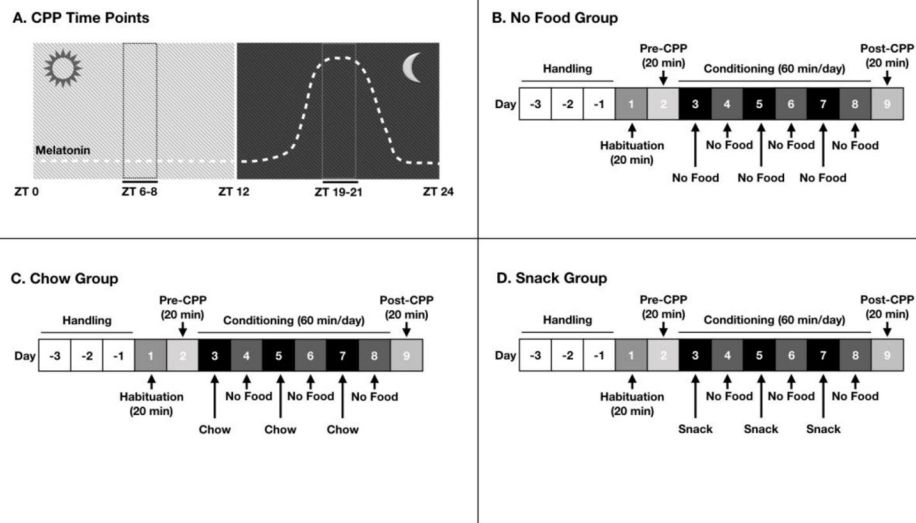 A. CPP Time Points
Melatonin
ZT 0
ZT 6-8
ZT 12
ZT 19-21
ZT 24
B. No Food Group
Pre-CPP
(20 min)
Post-CPP
(20 min)
Handling
Conditioning (60 min/day)
Day -3 -2 -1 1 2 3 4 5 6 7 8 9
Habituation
(20 min)
No Food No Food No Food
No Food No Food No Food
C. Chow Group
Pre-CPP
(20 min)
Post-CPP
(20 min)
Handling
Conditioning (60 min/day)
Day -3 -2 -1 1 2 3 4 5 6 7 8 9
Habituation
(20 min)
No Food No Food No Food
Chow Chow Chow
D. Snack Group
Pre-CPP
(20 min)
Post-CPP
(20 min)
Handling
Conditioning (60 min/day)
Day -3 -2 -1 1 2 3 4 5 6 7 8 9
Habituation
(20 min)
No Food No Food No Food
Snack Snack Snack